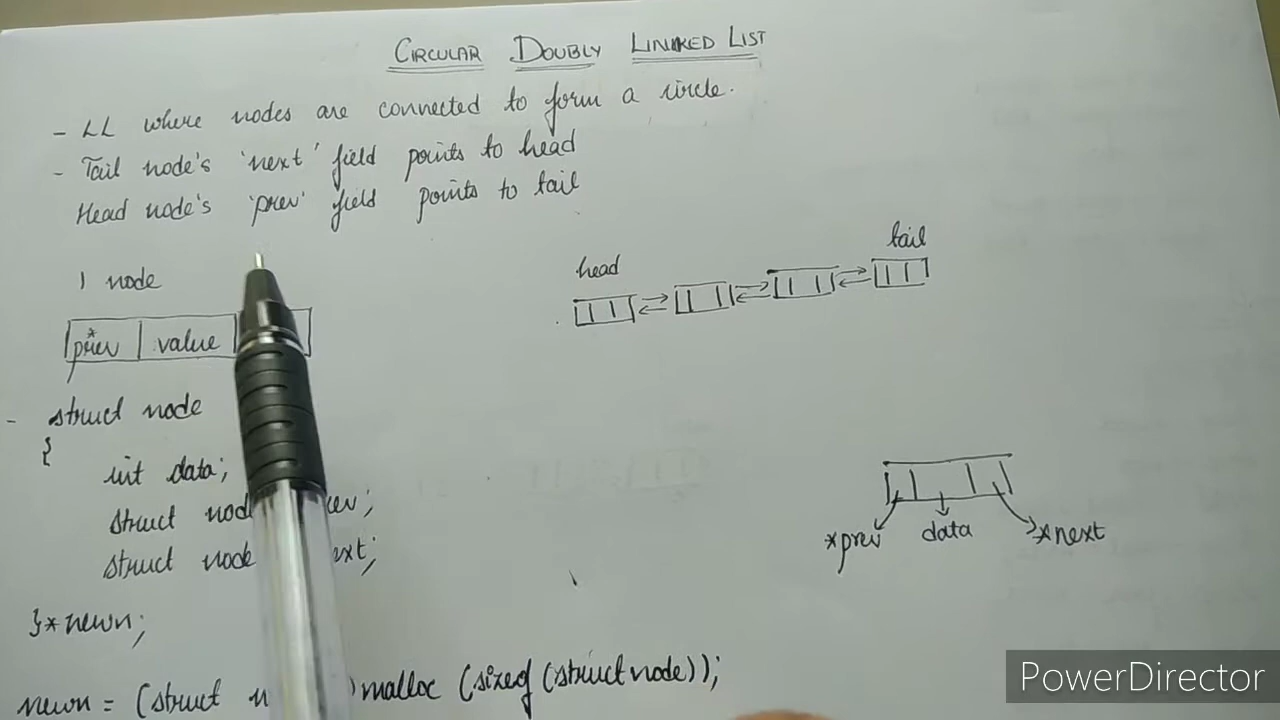 CIRCULAR DOUBLY LINKED LIST
- LL where nodes are connected to form a circle.
- Tail node's 'next' field points to head
Head node's 'prev' field points to tail
1 node
*prev value
head
tail
- struct node
{
int data;
struct
struct
}*newn;
*prev data *next
newn = (struct malloc (sizeof (struct node));
PowerDirector